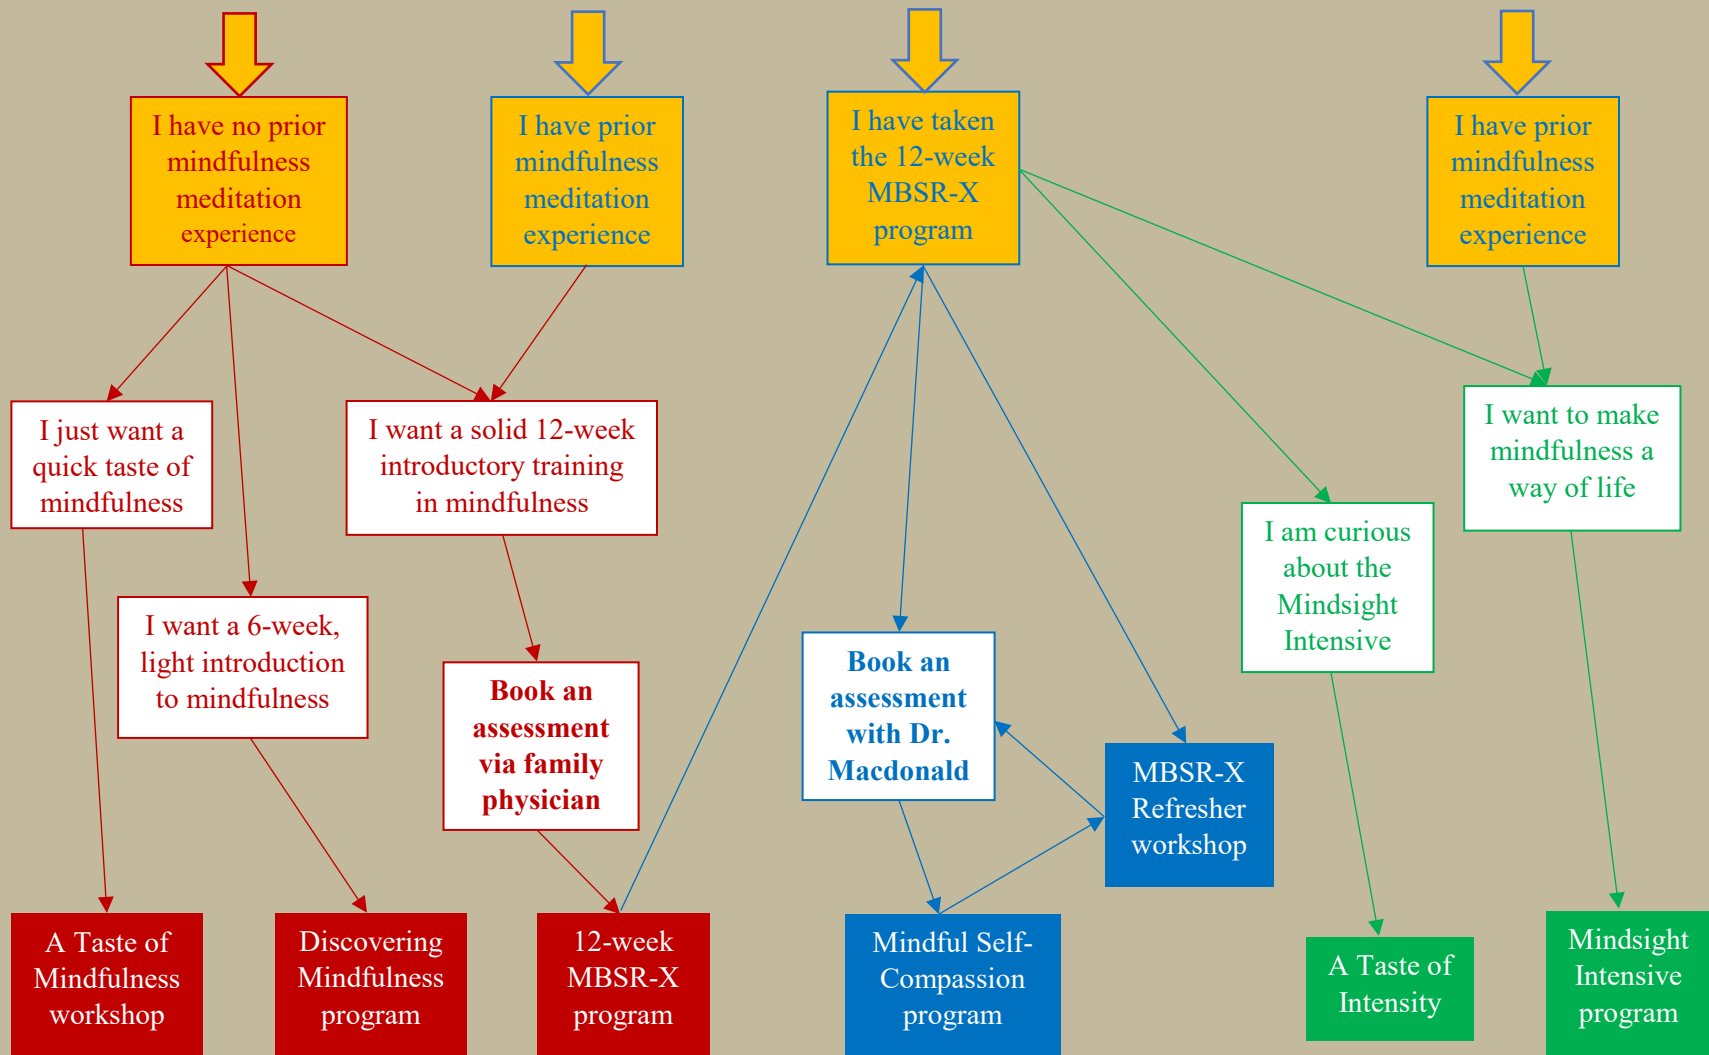 I have no prior
mindfulness
meditation
experience
I have prior
mindfulness
meditation
experience
I have taken
the 12-week
MBSR-X
program
I have prior
mindfulness
meditation
experience
I just want a
quick taste of
mindfulness
I want a solid 12-week
introductory training
in mindfulness
I want to make
mindfulness a
way of life
I am curious
about the
Mindsight
Intensive
I want a 6-week,
light introduction
to mindfulness
Book an
assessment
via family
physician
Book an
assessment
with Dr.
Macdonald
MBSR-X
Refresher
workshop
A Taste of
Mindfulness
workshop
Discovering
Mindfulness
program
12-week
MBSR-X
program
Mindful Self-
Compassion
program
A Taste of
Intensity
Mindsight
Intensive
program